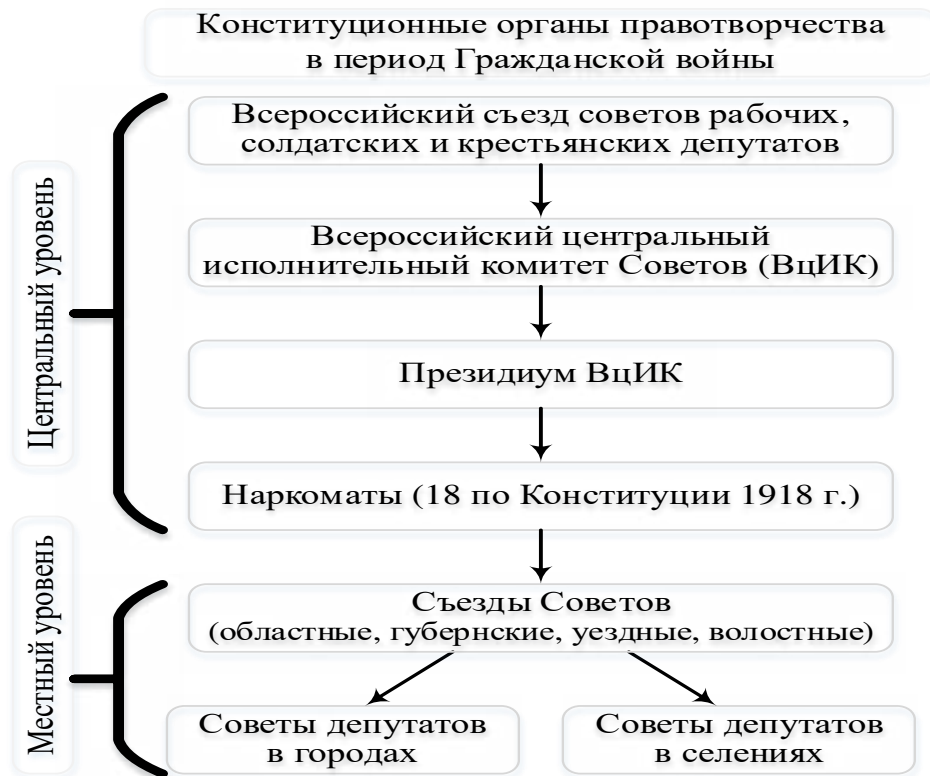 Конституционные органы правотворчества
в период Гражданской войны
Центральный уровень
Всероссийский съезд советов рабочих,
солдатских и крестьянских депутатов
Всероссийский центральный
исполнительный комитет Советов (ВцИК)
Президиум ВцИК
Наркоматы (18 по Конституции 1918 г.)
Местный уровень
Съезды Советов
(областные, губернские, уездные, волостные)
Советы депутатов
в городах
Советы депутатов
в селениях